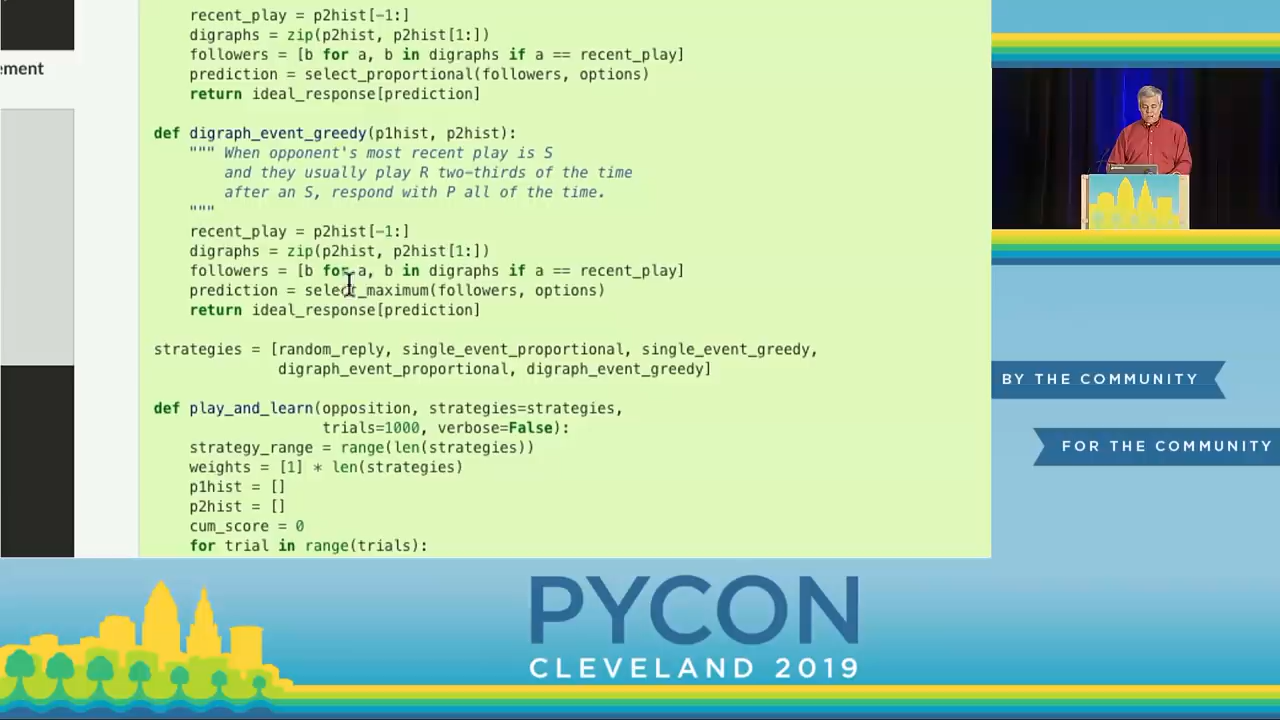 ement
    recent_play = p2hist[-1:]
    digraphs = zip(p2hist, p2hist[1:])
    followers = [b for a, b in digraphs if a == recent_play]
    prediction = select_proportional(followers, options)
    return ideal_response[prediction]
def digraph_event_greedy(p1hist, p2hist):
    """ When opponent's most recent play is S
        and they usually play R two-thirds of the time
        after an S, respond with P all of the time.
    """
    recent_play = p2hist[-1:]
    digraphs = zip(p2hist, p2hist[1:])
    followers = [b for a, b in digraphs if a == recent_play]
    prediction = select_maximum(followers, options)
    return ideal_response[prediction]
strategies = [random_reply, single_event_proportional, single_event_greedy,
              digraph_event_proportional, digraph_event_greedy]
def play_and_learn(opposition, strategies=strategies,
                   trials=1000, verbose=False):
    strategy_range = range(len(strategies))
    weights = [1] * len(strategies)
    p1hist = []
    p2hist = []
    cum_score = 0
    for trial in range(trials):
BY THE COMMUNITY
FOR THE COMMUNITY
PYCON
CLEVELAND 2019